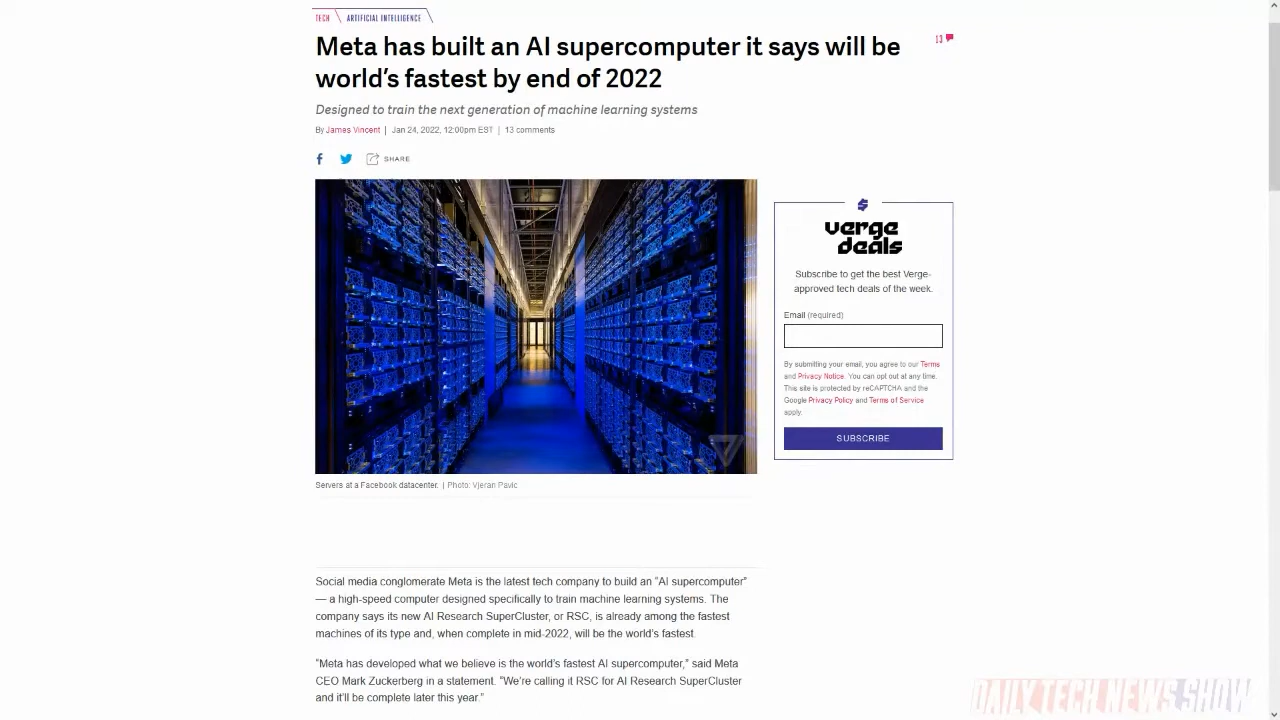 TECH
ARTIFICIAL INTELLIGENCE
Meta has built an AI supercomputer it says will be
world's fastest by end of 2022
13
Designed to train the next generation of machine learning systems
By James Vincent | Jan 24, 2022, 12:00pm EST | 13 comments
SHARE
verge
deals
Subscribe to get the best Verge-
approved tech deals of the week.
Email (required)
By submitting your email, you agree to our Terms
and Privacy Notice. You can opt out at any time.
This site is protected by reCAPTCHA and the
Google Privacy Policy and Terms of Service
apply.
SUBSCRIBE
Servers at a Facebook datacenter. | Photo: Vjeran Pavic
Social media conglomerate Meta is the latest tech company to build an "AI supercomputer"
— a high-speed computer designed specifically to train machine learning systems. The
company says its new AI Research SuperCluster, or RSC, is already among the fastest
machines of its type and, when complete in mid-2022, will be the world's fastest.
"Meta has developed what we believe is the world's fastest AI supercomputer," said Meta
CEO Mark Zuckerberg in a statement. "We're calling it RSC for AI Research SuperCluster
and it'll be complete later this year."
DAILY TECH NEWS SHOW